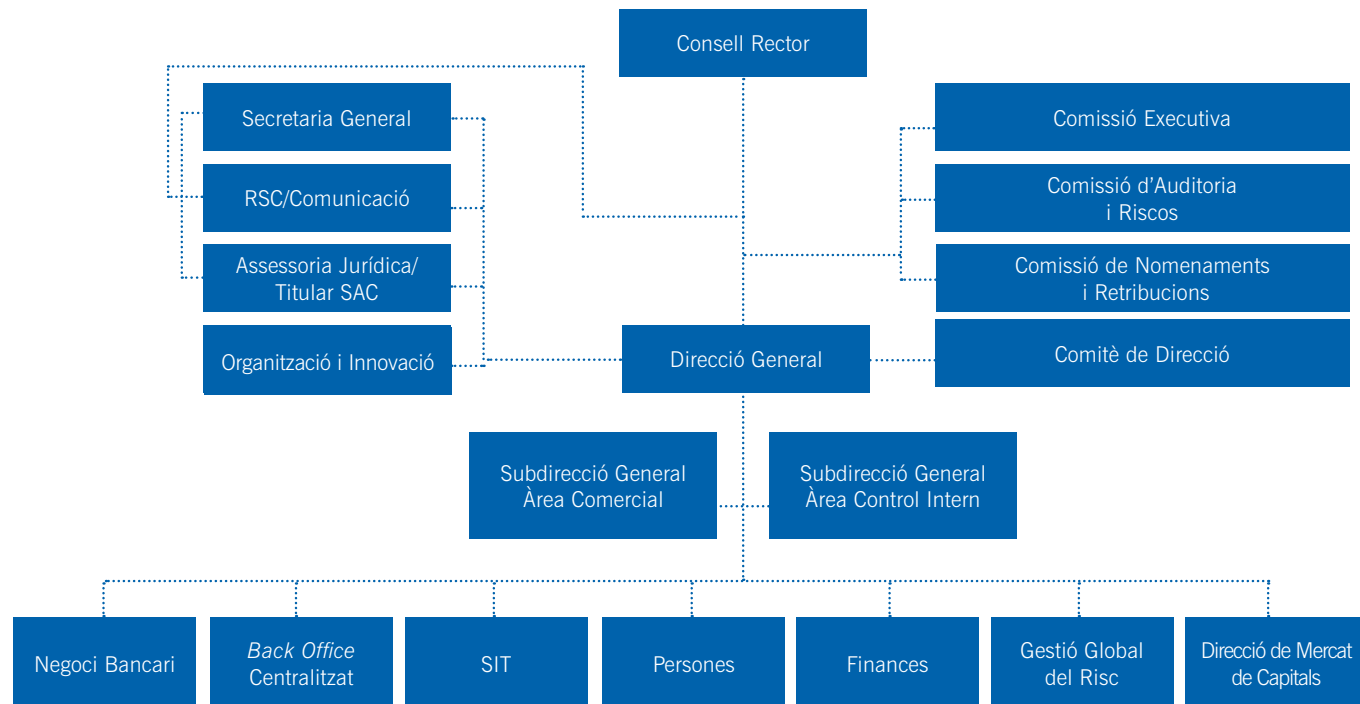 Consell Rector
Secretaria General
RSC/Comunicació
Assessoria Jurídica/
Titular SAC
Organització i Innovació
Comissió Executiva
Comissió d’Auditoria
i Riscos
Comissió de Nomenaments
i Retribucions
Direcció General
Comitè de Direcció
Subdirecció General
Àrea Comercial
Subdirecció General
Àrea Control Intern
Negoci Bancari
Back Office
Centralitzat
SIT
Persones
Finances
Gestió Global
del Risc
Direcció de Mercat
de Capitals